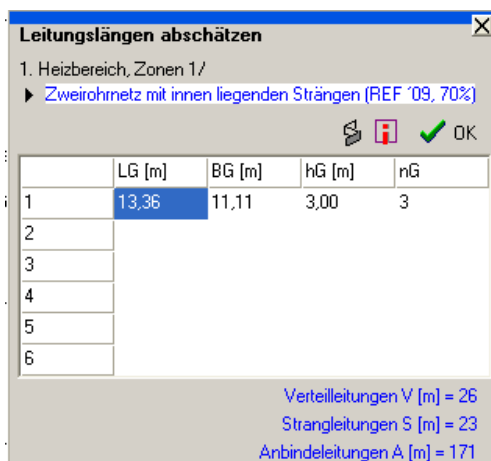 Leitungslängen abschätzen
1. Heizbereich, Zonen 1/
Zweirohrnetz mit innen liegenden Strängen (REF ´09, 70%)
OK
LG [m] BG [m] hG [m] nG
1 13,36 11,11 3,00 3
2
3
4
5
6
Verteilleitungen V [m] = 26
Strangleitungen S [m] = 23
Anbindeleitungen A [m] = 171